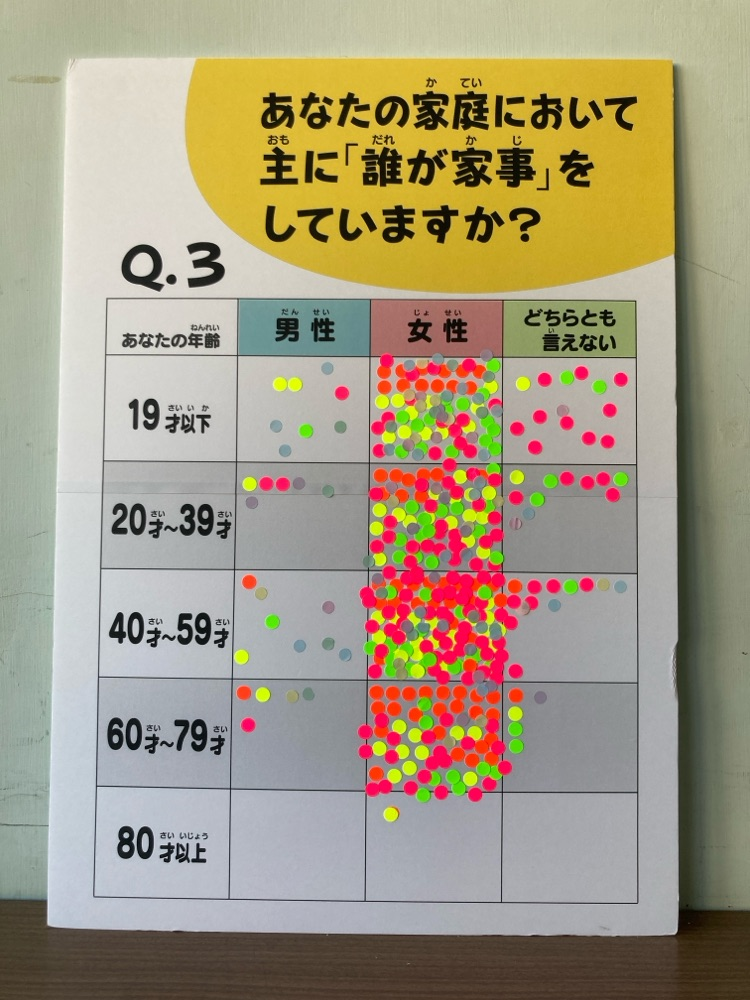 あなたの家庭において
主に「誰が家事」を
していますか？
Q.3
あなたの年齢
男性
女性
どちらとも
言えない
19才以下
20才~39才
40才~59才
60才~79才
80才以上